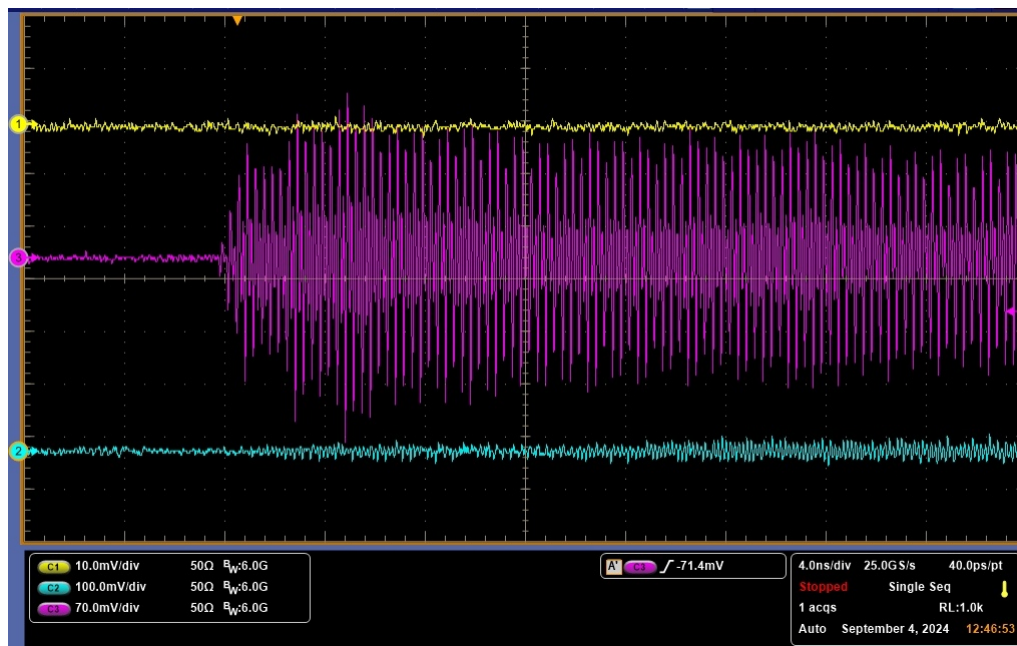 1
3
2
C1 10.0mV/div 50Ω BW:6.0G
C2 100.0mV/div 50Ω BW:6.0G
C3 70.0mV/div 50Ω BW:6.0G
A' C3 -71.4mV
4.0ns/div 25.0GS/s 40.0ps/pt
Stopped Single Seq
1 acqs RL:1.0k
Auto September 4, 2024 12:46:53